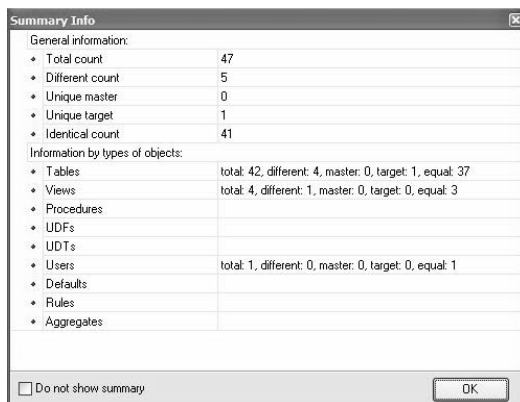 Summary Info
General information:
Total count 47
Different count 5
Unique master 0
Unique target 1
Identical count 41
Information by types of objects:
Tables total: 42, different: 4, master: 0, target: 1, equal: 37
Views total: 4, different: 1, master: 0, target: 0, equal: 3
Procedures
UDFs
UDTs
Users total: 1, different: 0, master: 0, target: 0, equal: 1
Defaults
Rules
Aggregates
Do not show summary OK